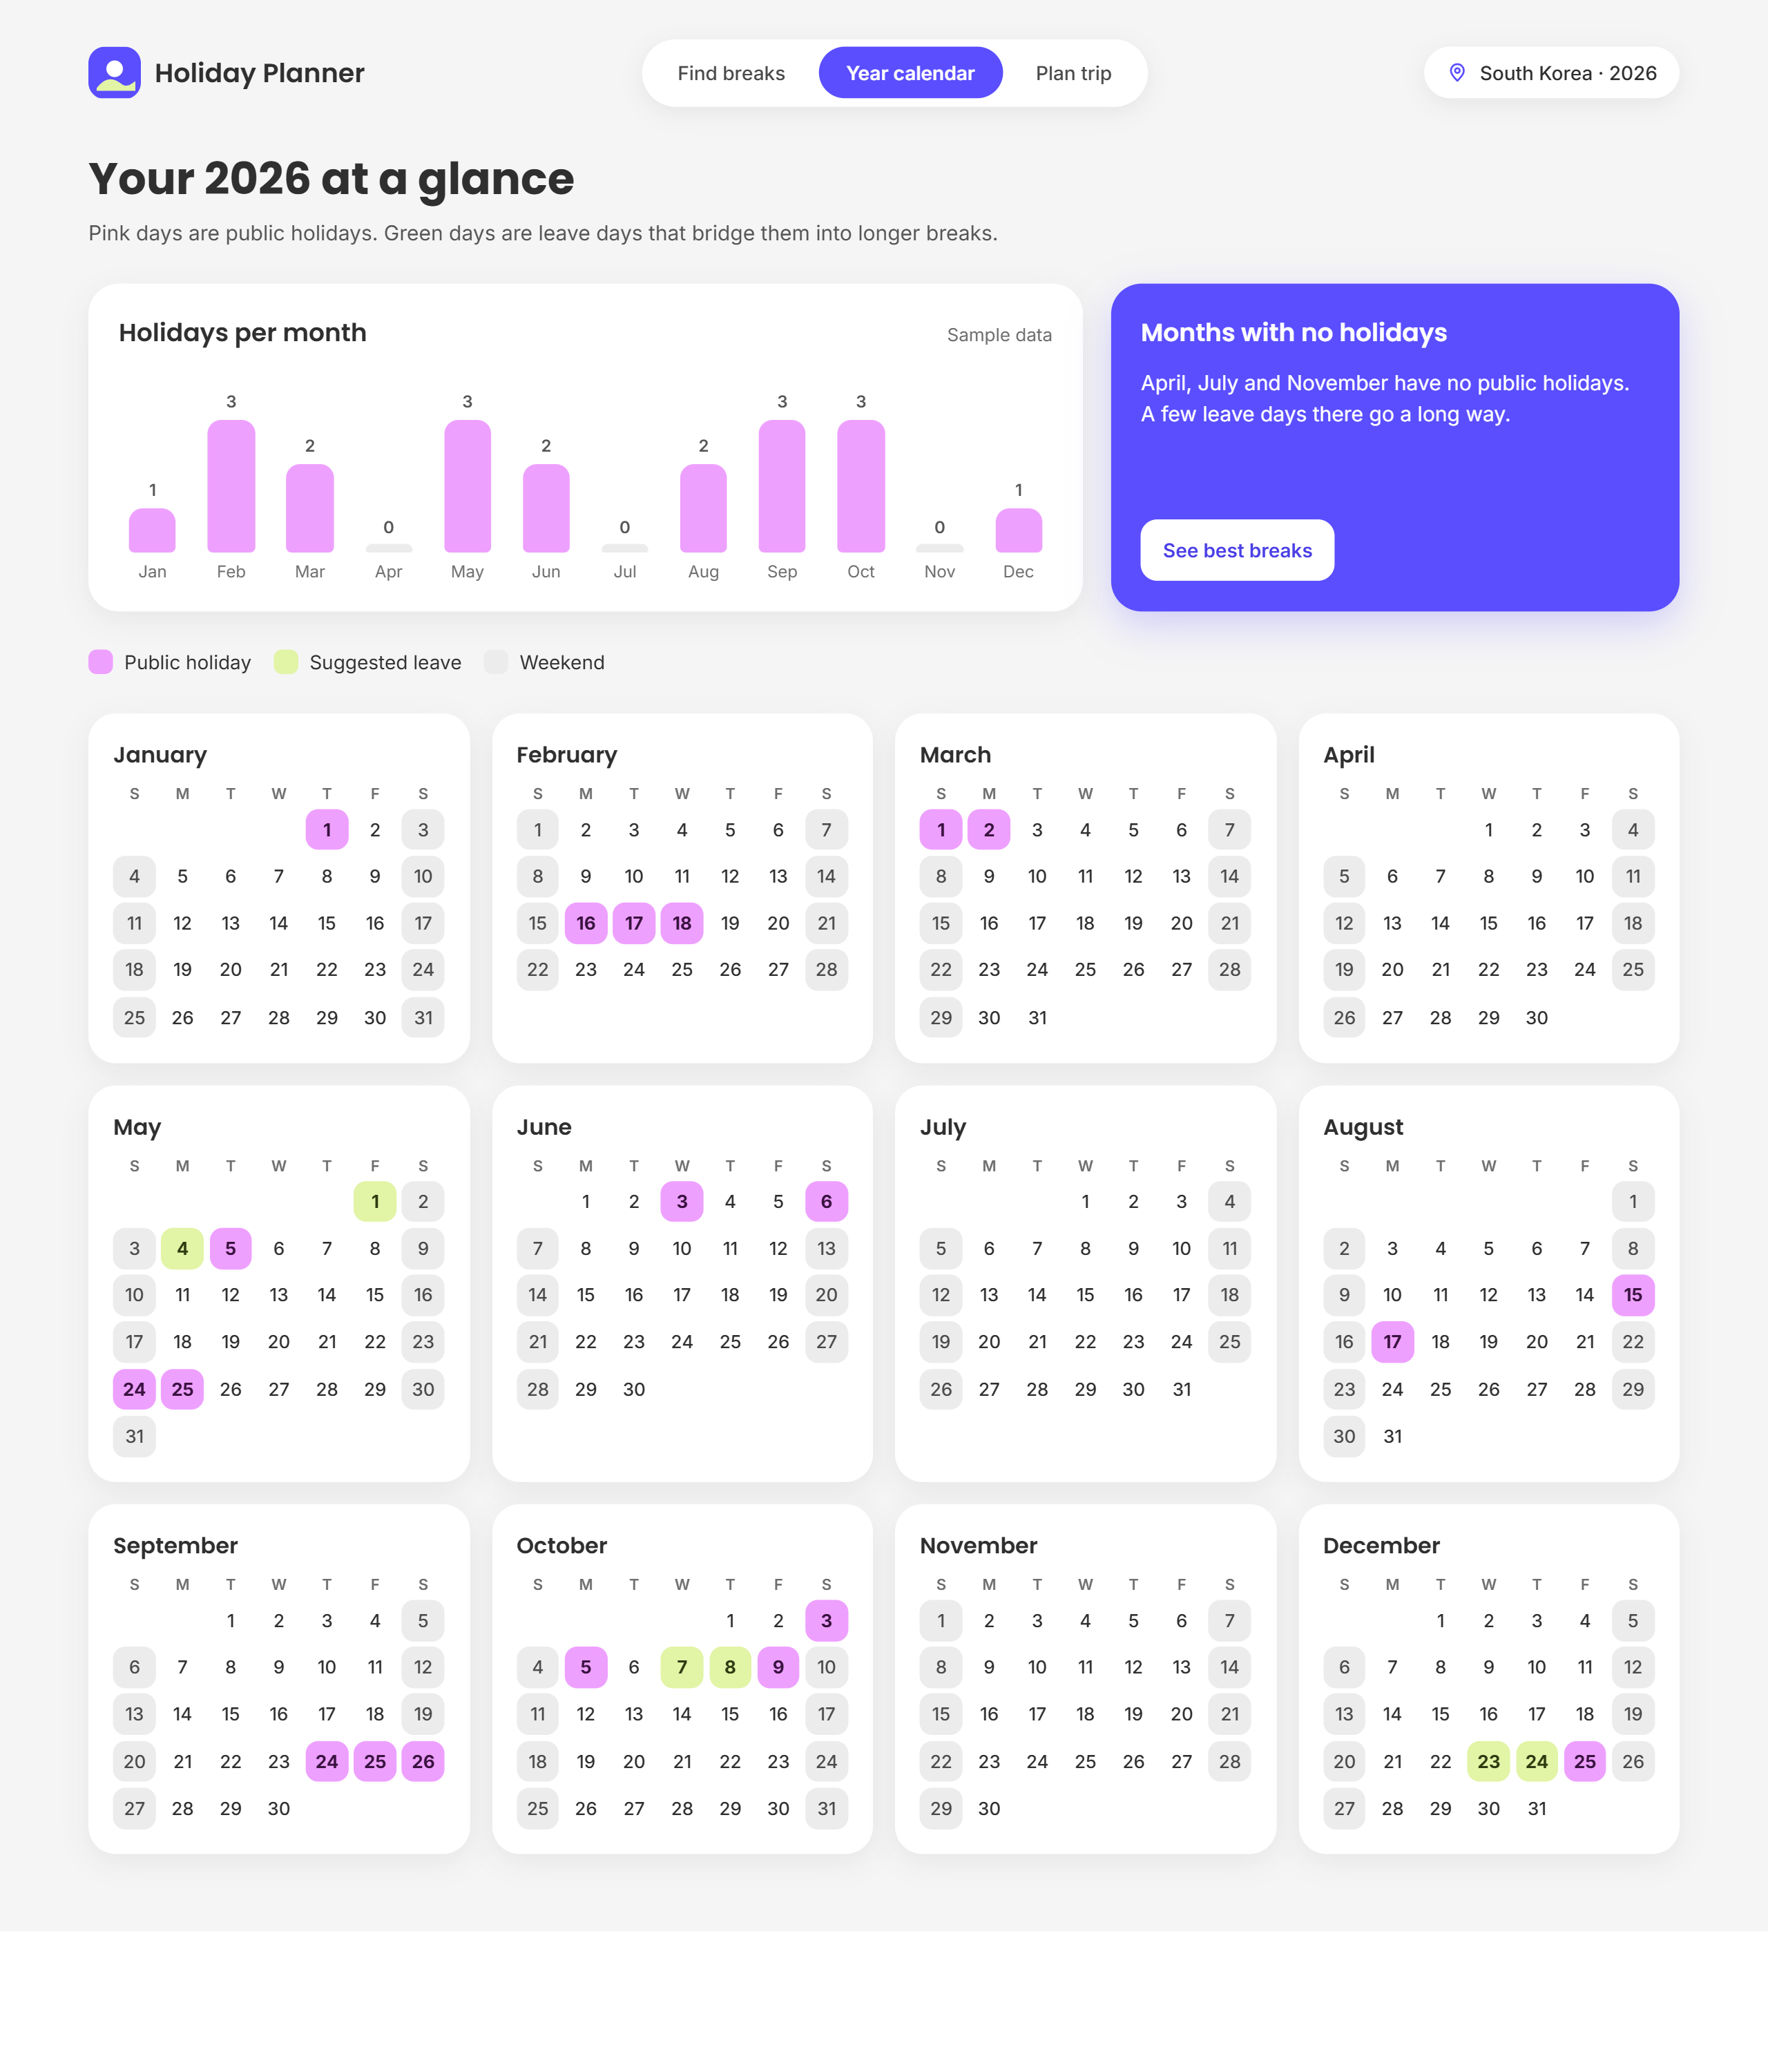 Holiday Planner
Find breaks
Year calendar
Plan trip
South Korea · 2026
Your 2026 at a glance
Pink days are public holidays. Green days are leave days that bridge them into longer breaks.
Holidays per month
Sample data
1 3 2 0 3 2 0 2 3 3 0 1
Jan Feb Mar Apr May Jun Jul Aug Sep Oct Nov Dec
Months with no holidays
April, July and November have no public holidays.
A few leave days there go a long way.
See best breaks
Public holiday
Suggested leave
Weekend
January
S M T W T F S
1 2 3
4 5 6 7 8 9 10
11 12 13 14 15 16 17
18 19 20 21 22 23 24
25 26 27 28 29 30 31
February
S M T W T F S
1 2 3 4 5 6 7
8 9 10 11 12 13 14
15 16 17 18 19 20 21
22 23 24 25 26 27 28
March
S M T W T F S
1 2 3 4 5 6 7
8 9 10 11 12 13 14
15 16 17 18 19 20 21
22 23 24 25 26 27 28
29 30 31
April
S M T W T F S
1 2 3 4
5 6 7 8 9 10 11
12 13 14 15 16 17 18
19 20 21 22 23 24 25
26 27 28 29 30
May
S M T W T F S
1 2
3 4 5 6 7 8 9
10 11 12 13 14 15 16
17 18 19 20 21 22 23
24 25 26 27 28 29 30
31
June
S M T W T F S
1 2 3 4 5 6
7 8 9 10 11 12 13
14 15 16 17 18 19 20
21 22 23 24 25 26 27
28 29 30
July
S M T W T F S
1 2 3 4
5 6 7 8 9 10 11
12 13 14 15 16 17 18
19 20 21 22 23 24 25
26 27 28 29 30 31
August
S M T W T F S
1
2 3 4 5 6 7 8
9 10 11 12 13 14 15
16 17 18 19 20 21 22
23 24 25 26 27 28 29
30 31
September
S M T W T F S
1 2 3 4 5
6 7 8 9 10 11 12
13 14 15 16 17 18 19
20 21 22 23 24 25 26
27 28 29 30
October
S M T W T F S
1 2 3
4 5 6 7 8 9 10
11 12 13 14 15 16 17
18 19 20 21 22 23 24
25 26 27 28 29 30 31
November
S M T W T F S
1 2 3 4 5 6 7
8 9 10 11 12 13 14
15 16 17 18 19 20 21
22 23 24 25 26 27 28
29 30
December
S M T W T F S
1 2 3 4 5
6 7 8 9 10 11 12
13 14 15 16 17 18 19
20 21 22 23 24 25 26
27 28 29 30 31